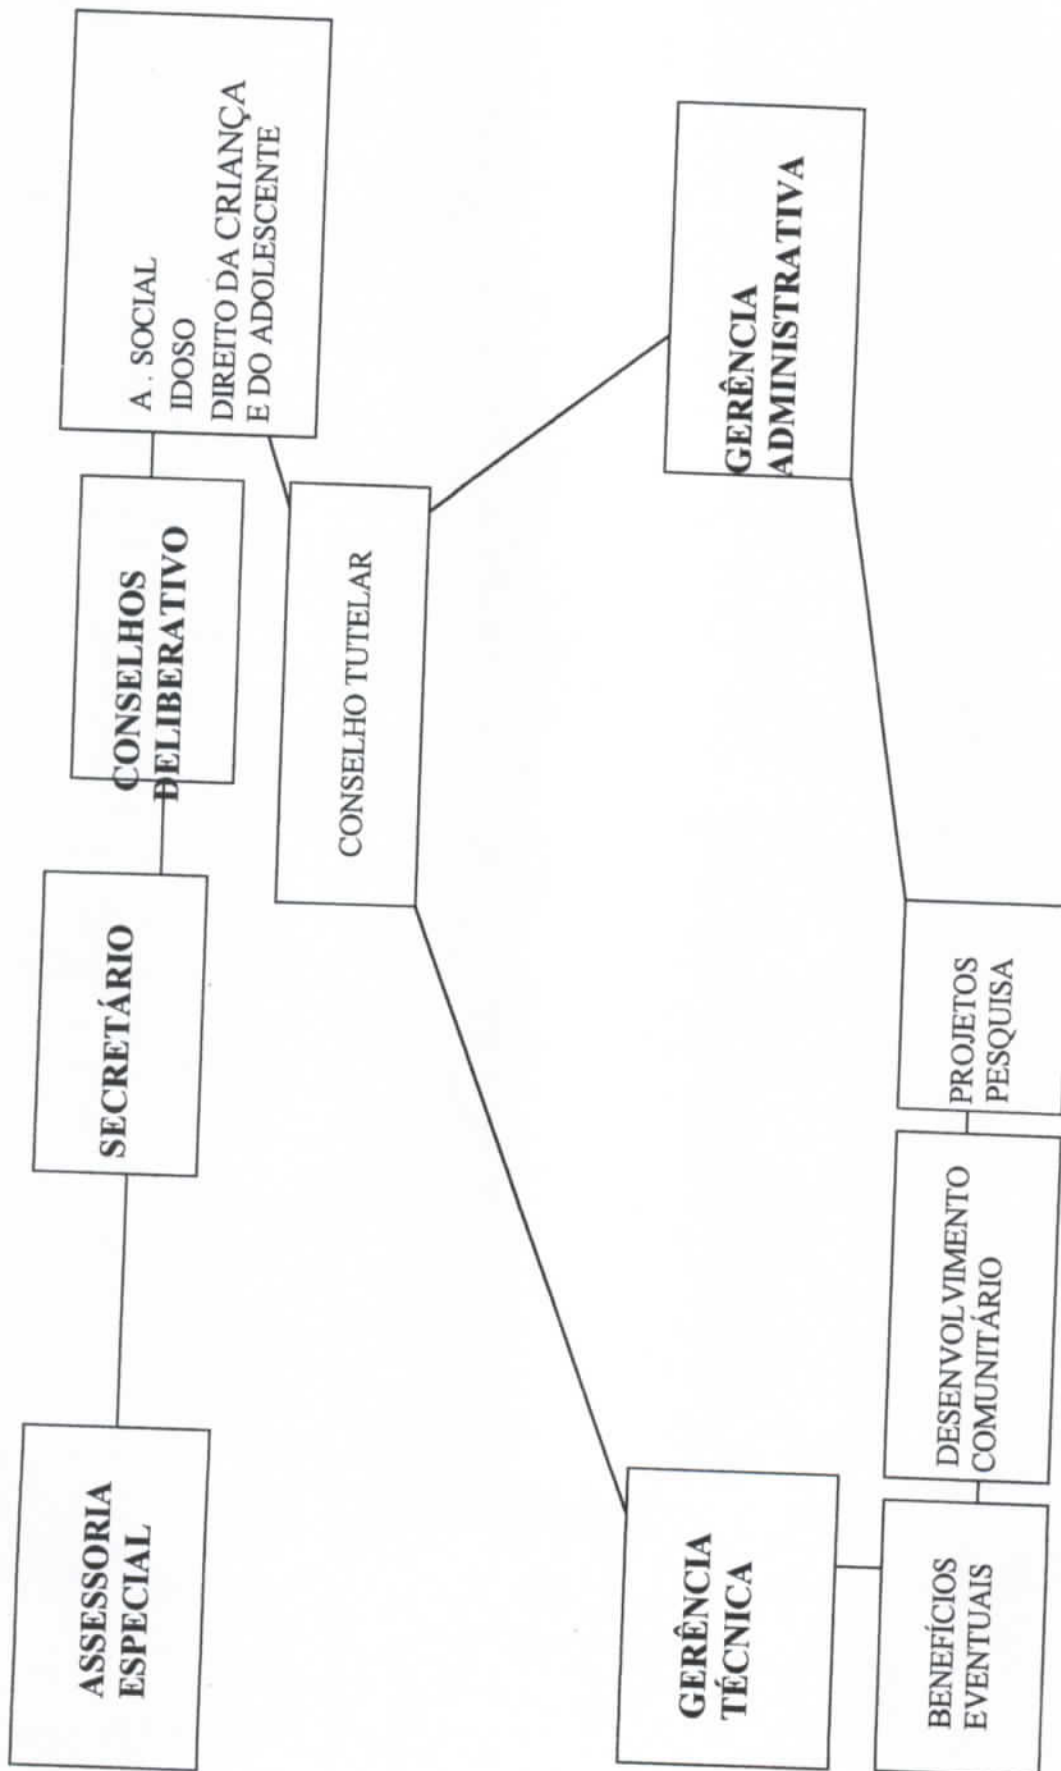 ASSESSORIA
ESPECIAL
SECRETÁRIO
CONSELHOS
DELIBERATIVO
A . SOCIAL
IDOSO
DIREITO DA CRIANÇA
E DO ADOLESCENTE
CONSELHO TUTELAR
GERÊNCIA
TÉCNICA
GERÊNCIA
ADMINISTRATIVA
BENEFÍCIOS
EVENTUAIS
DESENVOLVIMENTO
COMUNITÁRIO
PROJETOS
PESQUISA